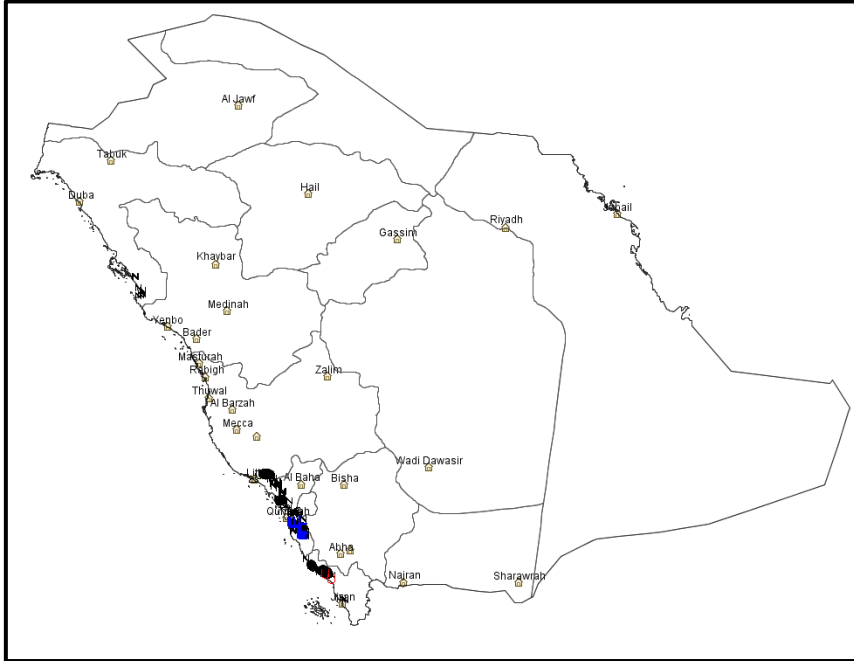 Al Jawf
Tabuk
Duba
Hail
Jubail
Riyadh
Gassim
Khaybar
Medinah
Yenbo
Bader
Masturah
Rabigh
Zalim
Thuwal
Al Barzah
Mecca
Wadi Dawasir
Al Baha
Bisha
Abha
Najran
Sharawrah
Jizan
N
N